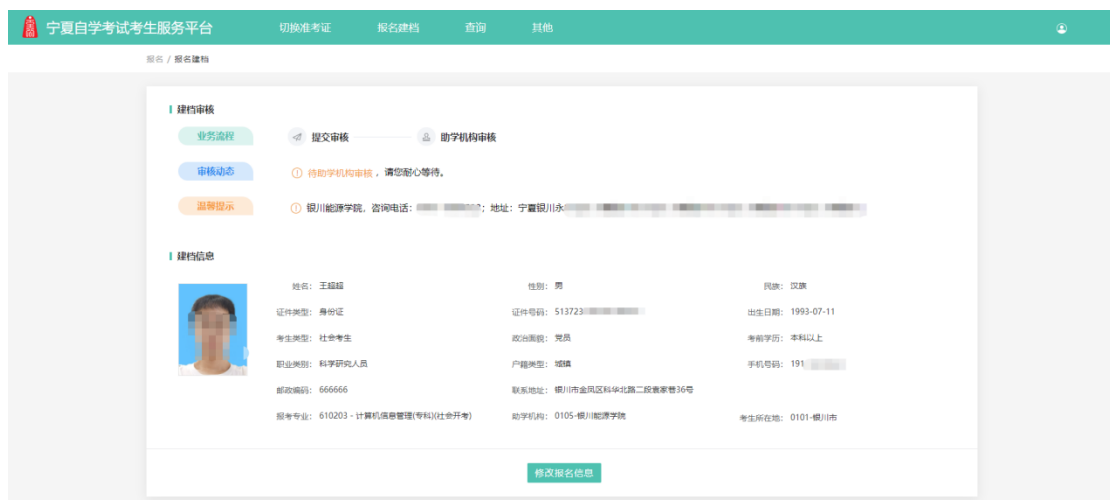 宁夏自学考试考生服务平台 切换准考证 报名建档 查询 其他
报名 / 报名建档
建档审核
业务流程 提交审核 助学机构审核
审核动态 待助学机构审核，请您耐心等待。
温馨提示 银川能源学院，咨询电话： ；地址：宁夏银川永
建档信息
姓名：王超超 性别：男 民族：汉族
证件类型：身份证 证件号码：513723 出生日期：1993-07-11
考生类型：社会考生 政治面貌：党员 考前学历：本科以上
职业类别：科学研究人员 户籍类型：城镇 手机号码：191
邮政编码：666666 联系地址：银川市金凤区科华北路二段袁家巷36号
报考专业：610203 - 计算机信息管理(专科)(社会开考) 助学机构：0105-银川能源学院 考生所在地：0101-银川市
修改报名信息